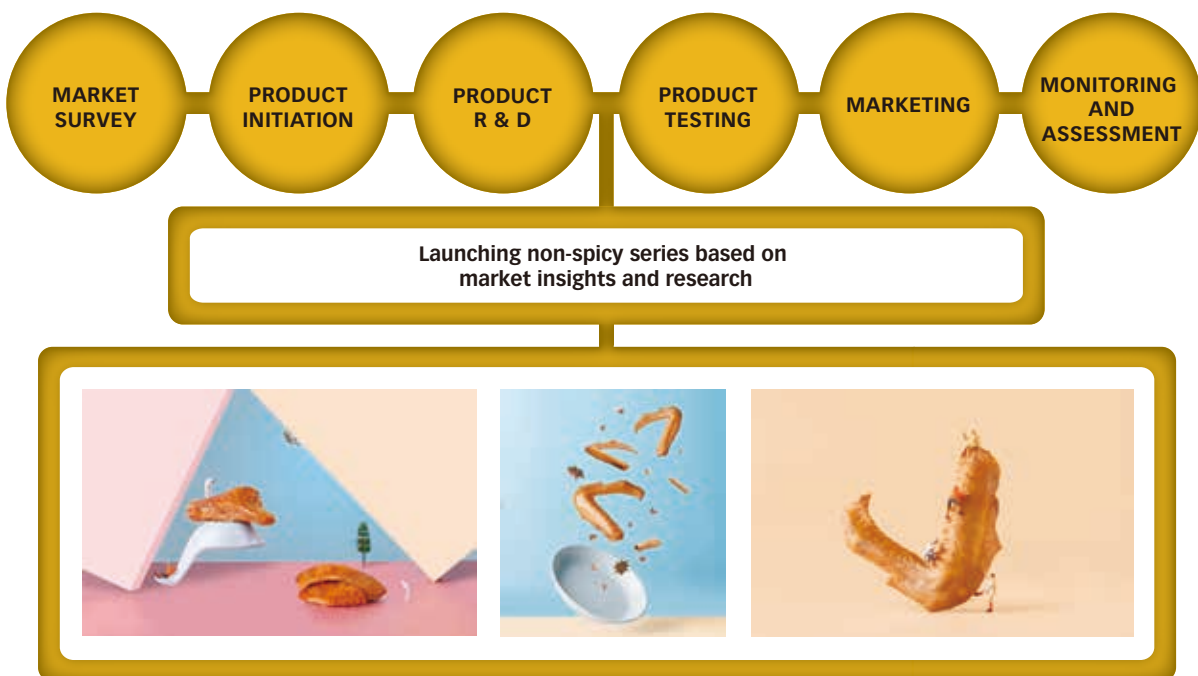 MARKET
SURVEY
PRODUCT
INITIATION
PRODUCT
R & D
PRODUCT
TESTING
MARKETING
MONITORING
AND
ASSESSMENT
Launching non-spicy series based on
market insights and research